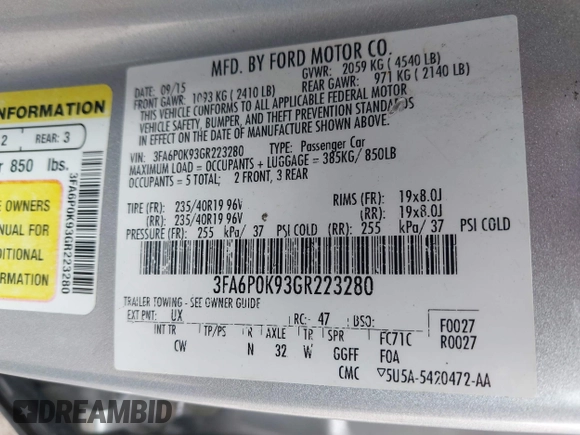 MFD. BY FORD MOTOR CO.
DATE: 09/15 GVWR: 2059 KG ( 4540 LB)
FRONT GAWR: 1093 KG ( 2410 LB) REAR GAWR: 971 KG ( 2140 LB)
THIS VEHICLE CONFORMS TO ALL APPLICABLE FEDERAL MOTOR
VEHICLE SAFETY, BUMPER, AND THEFT PREVENTION STANDARDS
IN EFFECT ON THE DATE OF MANUFACTURE SHOWN ABOVE.
VIN: 3FA6P0K93GR223280 TYPE: Passenger Car
MAXIMUM LOAD = OCCUPANTS + LUGGAGE = 385KG/ 850LB
OCCUPANTS = 5 TOTAL; 2 FRONT, 3 REAR
TIRE (FR): 235/40R19 96V RIMS (FR): 19x8.0J
(RR): 235/40R19 96V (RR): 19x8.0J
PRESSURE (FR): 255 kPa/ 37 PSI COLD (RR): 255 kPa/ 37 PSI COLD
3FA6P0K93GR223280
TRAILER TOWING - SEE OWNER GUIDE
EXT PNT: UX RC: 47 DSO:
INT TR TP/PS R AXLE TR SPR FC71C F0027
CW N 32 W GGFF F0A R0027
CMC ▽5U5A-5420472-AA
NFORMATION
2 REAR: 3
r 850 lbs.
E OWNERS
NUAL FOR
DITIONAL
ORMATION
3FA6P0K93GR223280
DREAMBID